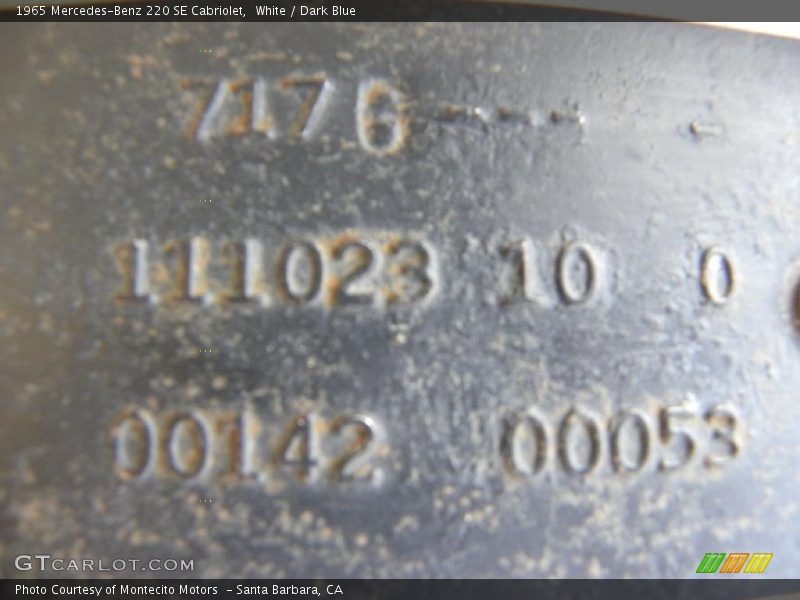 1965 Mercedes-Benz 220 SE Cabriolet, White / Dark Blue
717 G ---- -
111023 10 0
00142 00053
GTCARLOT.COM
Photo Courtesy of Montecito Motors - Santa Barbara, CA